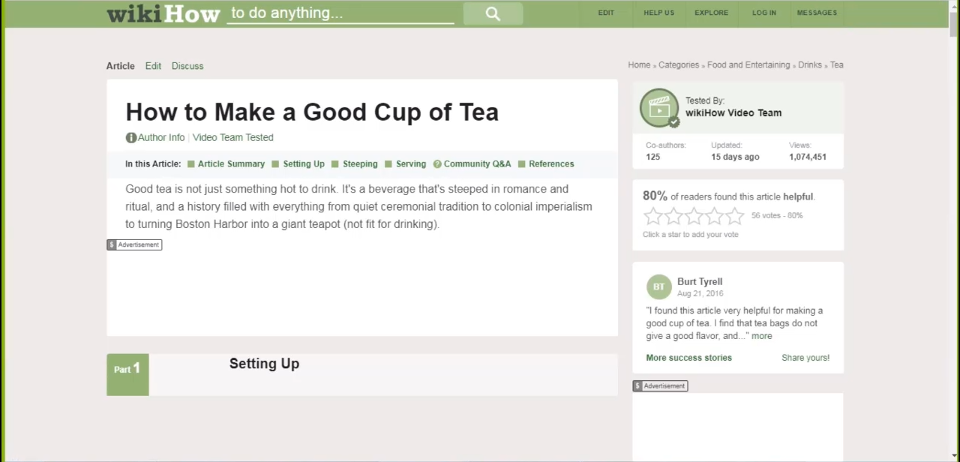 wikiHow to do anything...
EDIT HELP US EXPLORE LOG IN MESSAGES
Article Edit Discuss
Home » Categories » Food and Entertaining » Drinks » Tea
How to Make a Good Cup of Tea
Author Info | Video Team Tested
In this Article: Article Summary Setting Up Steeping Serving Community Q&A References
Good tea is not just something hot to drink. It's a beverage that's steeped in romance and
ritual, and a history filled with everything from quiet ceremonial tradition to colonial imperialism
to turning Boston Harbor into a giant teapot (not fit for drinking).
Advertisement
Part 1
Setting Up
Tested By:
wikiHow Video Team
Co-authors: Updated: Views:
125 15 days ago 1,074,451
80% of readers found this article helpful.
56 votes - 80%
Click a star to add your vote
BT
Burt Tyrell
Aug 21, 2016
"I found this article very helpful for making a
good cup of tea. I find that tea bags do not
give a good flavor, and..." more
More success stories Share yours!
Advertisement